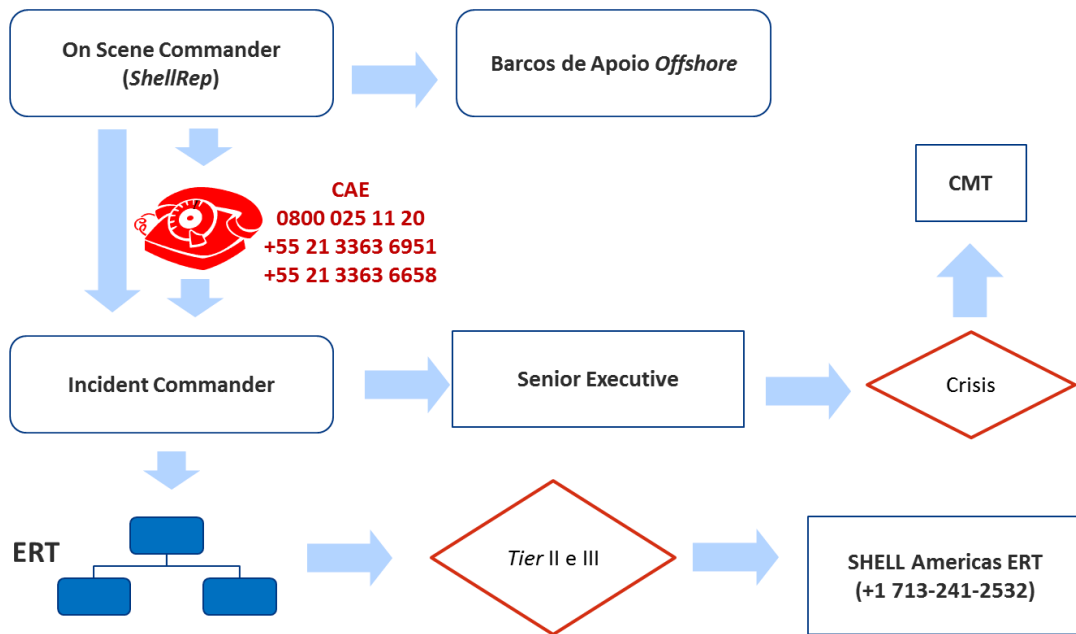 On Scene Commander
(ShellRep)
Barcos de Apoio Offshore
CAE
0800 025 11 20
+55 21 3363 6951
+55 21 3363 6658
CMT
Incident Commander
Senior Executive
Crisis
ERT
Tier II e III
SHELL Americas ERT
(+1 713-241-2532)